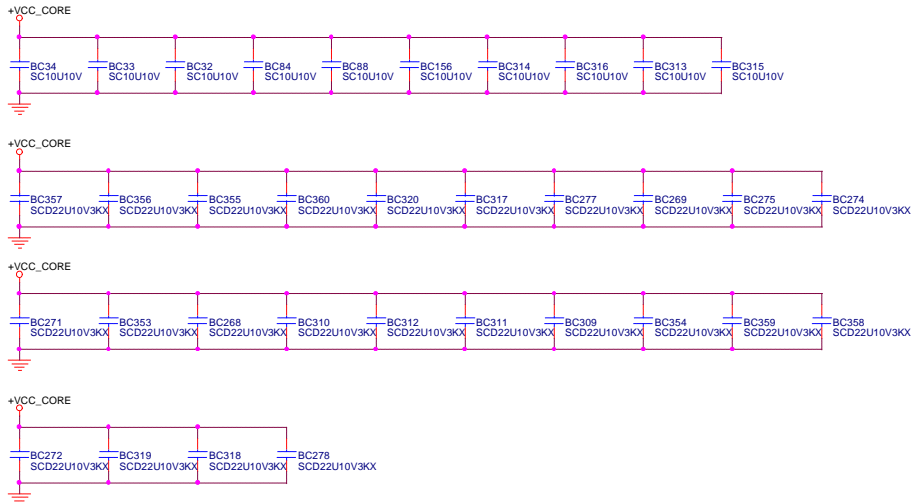 +VCC_CORE
BC34 BC33 BC32 BC84 BC88 BC156 BC314 BC316 BC313 BC315
SC10U10V SC10U10V SC10U10V SC10U10V SC10U10V SC10U10V SC10U10V SC10U10V SC10U10V SC10U10V
+VCC_CORE
BC357 BC356 BC355 BC360 BC320 BC317 BC277 BC269 BC275 BC274
SCD22U10V3KX SCD22U10V3KX SCD22U10V3KX SCD22U10V3KX SCD22U10V3KX SCD22U10V3KX SCD22U10V3KX SCD22U10V3KX SCD22U10V3KX SCD22U10V3KX
+VCC_CORE
BC271 BC353 BC268 BC310 BC312 BC311 BC309 BC354 BC359 BC358
SCD22U10V3KX SCD22U10V3KX SCD22U10V3KX SCD22U10V3KX SCD22U10V3KX SCD22U10V3KX SCD22U10V3KX SCD22U10V3KX SCD22U10V3KX SCD22U10V3KX
+VCC_CORE
BC272 BC319 BC318 BC278
SCD22U10V3KX SCD22U10V3KX SCD22U10V3KX SCD22U10V3KX